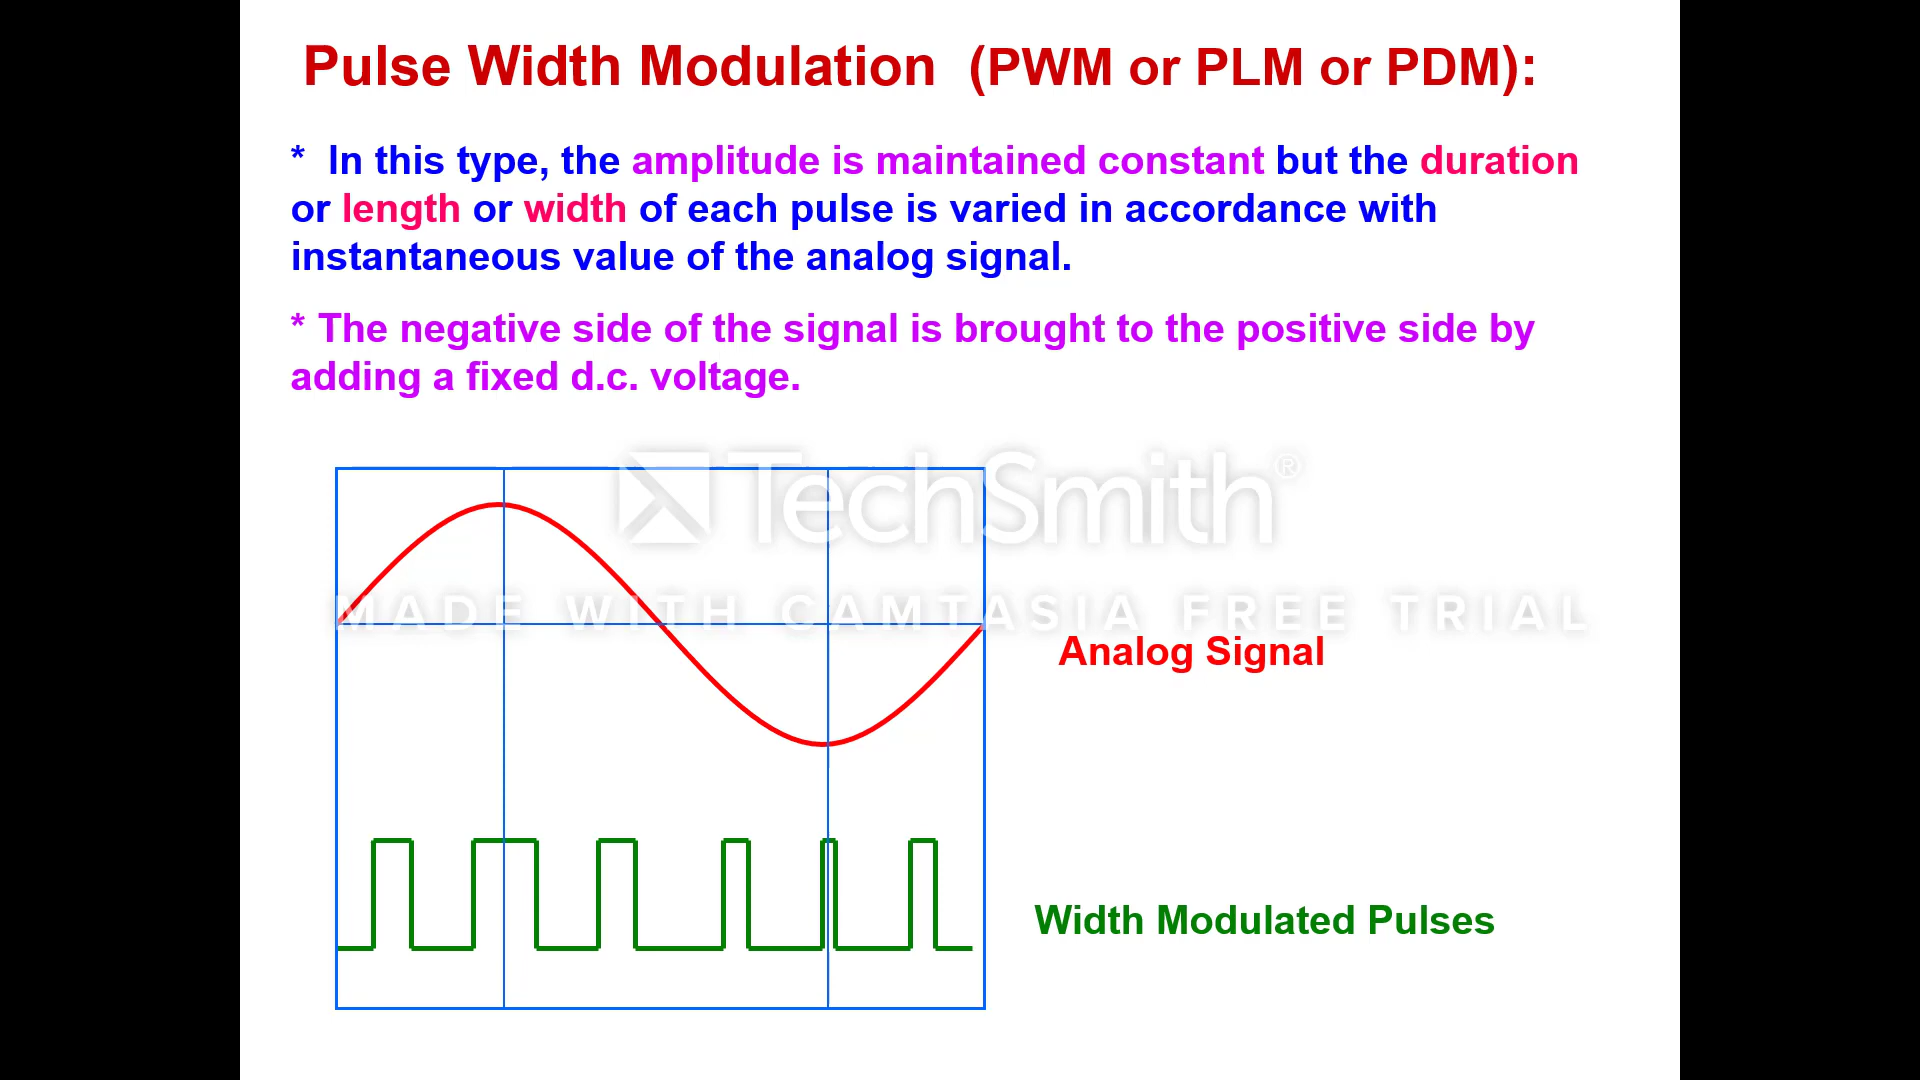 Pulse Width Modulation (PWM or PLM or PDM):
* In this type, the amplitude is maintained constant but the duration
or length or width of each pulse is varied in accordance with
instantaneous value of the analog signal.
* The negative side of the signal is brought to the positive side by
adding a fixed d.c. voltage.
TechSmith®
MADE WITH CAMTASIA FREE TRIAL
Analog Signal
Width Modulated Pulses